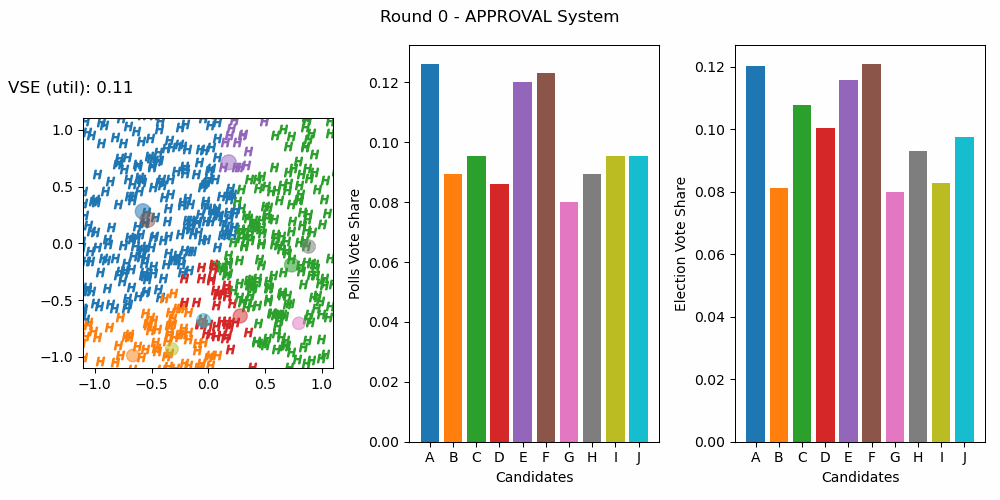 Round 0 - APPROVAL System
VSE (util): 0.11
1.0
0.5
0.0
−0.5
−1.0
−1.0 −0.5 0.0 0.5 1.0
Polls Vote Share
0.12
0.10
0.08
0.06
0.04
0.02
0.00
A B C D E F G H I J
Candidates
Election Vote Share
0.12
0.10
0.08
0.06
0.04
0.02
0.00
A B C D E F G H I J
Candidates